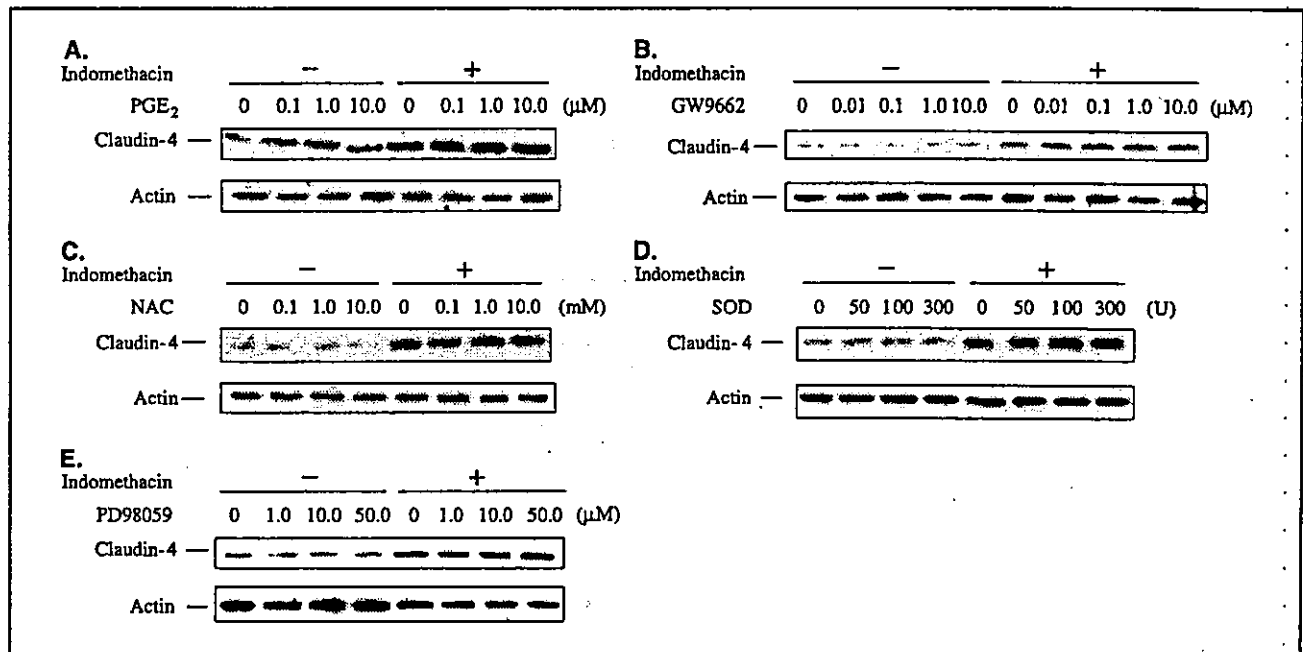 A.
Indomethacin − +
PGE2 0 0.1 1.0 10.0 0 0.1 1.0 10.0 (μM)
Claudin-4
Actin
B.
Indomethacin − +
GW9662 0 0.01 0.1 1.0 10.0 0 0.01 0.1 1.0 10.0 (μM)
Claudin-4
Actin
C.
Indomethacin − +
NAC 0 0.1 1.0 10.0 0 0.1 1.0 10.0 (mM)
Claudin-4
Actin
D.
Indomethacin − +
SOD 0 50 100 300 0 50 100 300 (U)
Claudin-4
Actin
E.
Indomethacin − +
PD98059 0 1.0 10.0 50.0 0 1.0 10.0 50.0 (μM)
Claudin-4
Actin